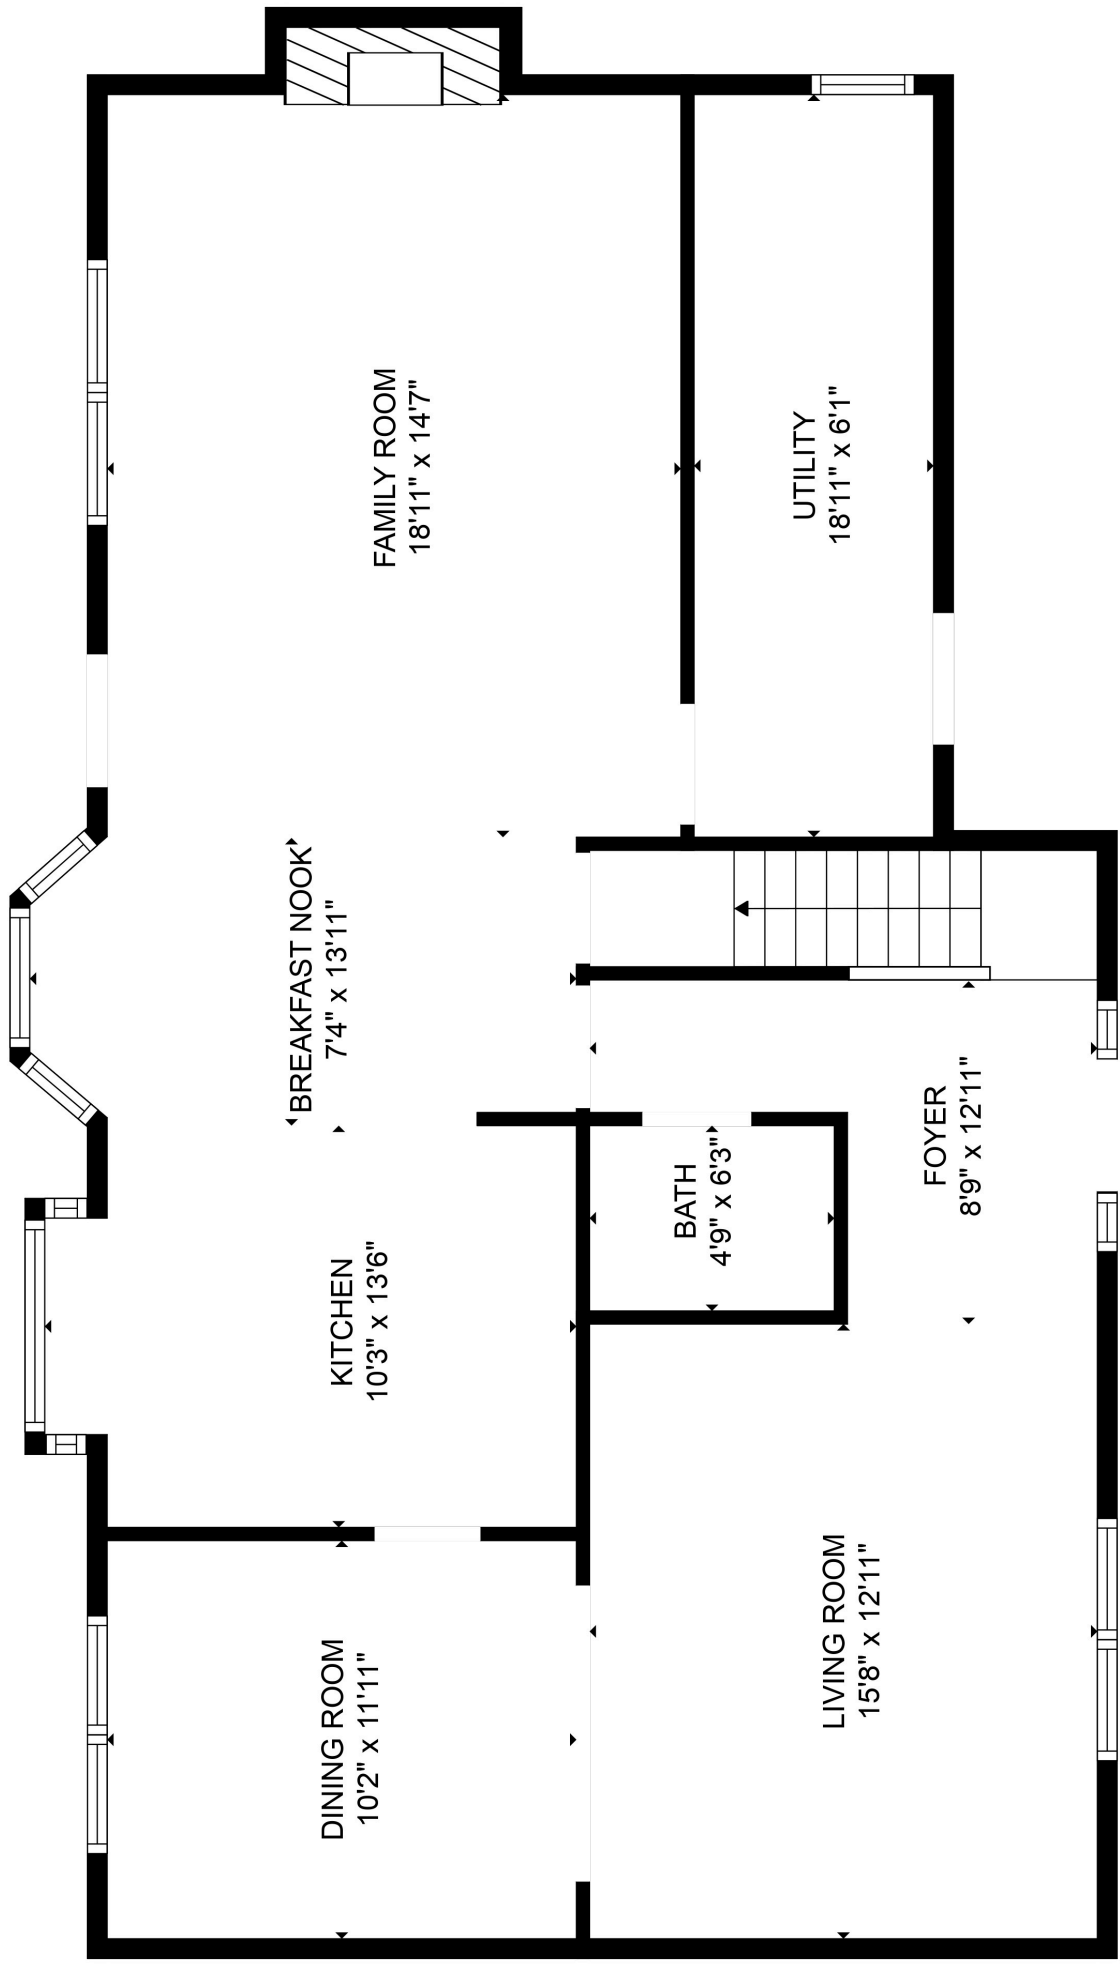 FAMILY ROOM
18'11" x 14'7"
UTILITY
18'11" x 6'1"
BREAKFAST NOOK
7'4" x 13'11"
FOYER
8'9" x 12'11"
BATH
4'9" x 6'3"
KITCHEN
10'3" x 13'6"
DINING ROOM
10'2" x 11'11"
LIVING ROOM
15'8" x 12'11"